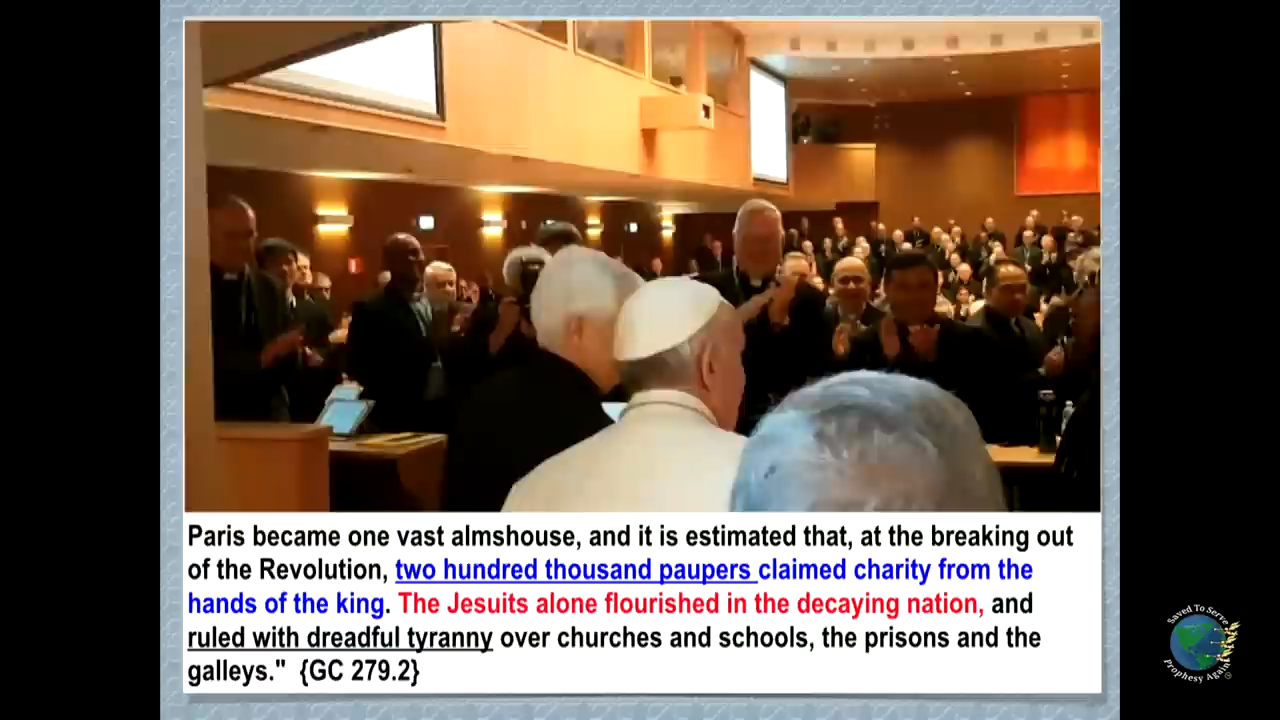 Paris became one vast almshouse, and it is estimated that, at the breaking out
of the Revolution, two hundred thousand paupers claimed charity from the
hands of the king. The Jesuits alone flourished in the decaying nation, and
ruled with dreadful tyranny over churches and schools, the prisons and the
galleys." {GC 279.2}
Saved To Serve
Prophesy Again